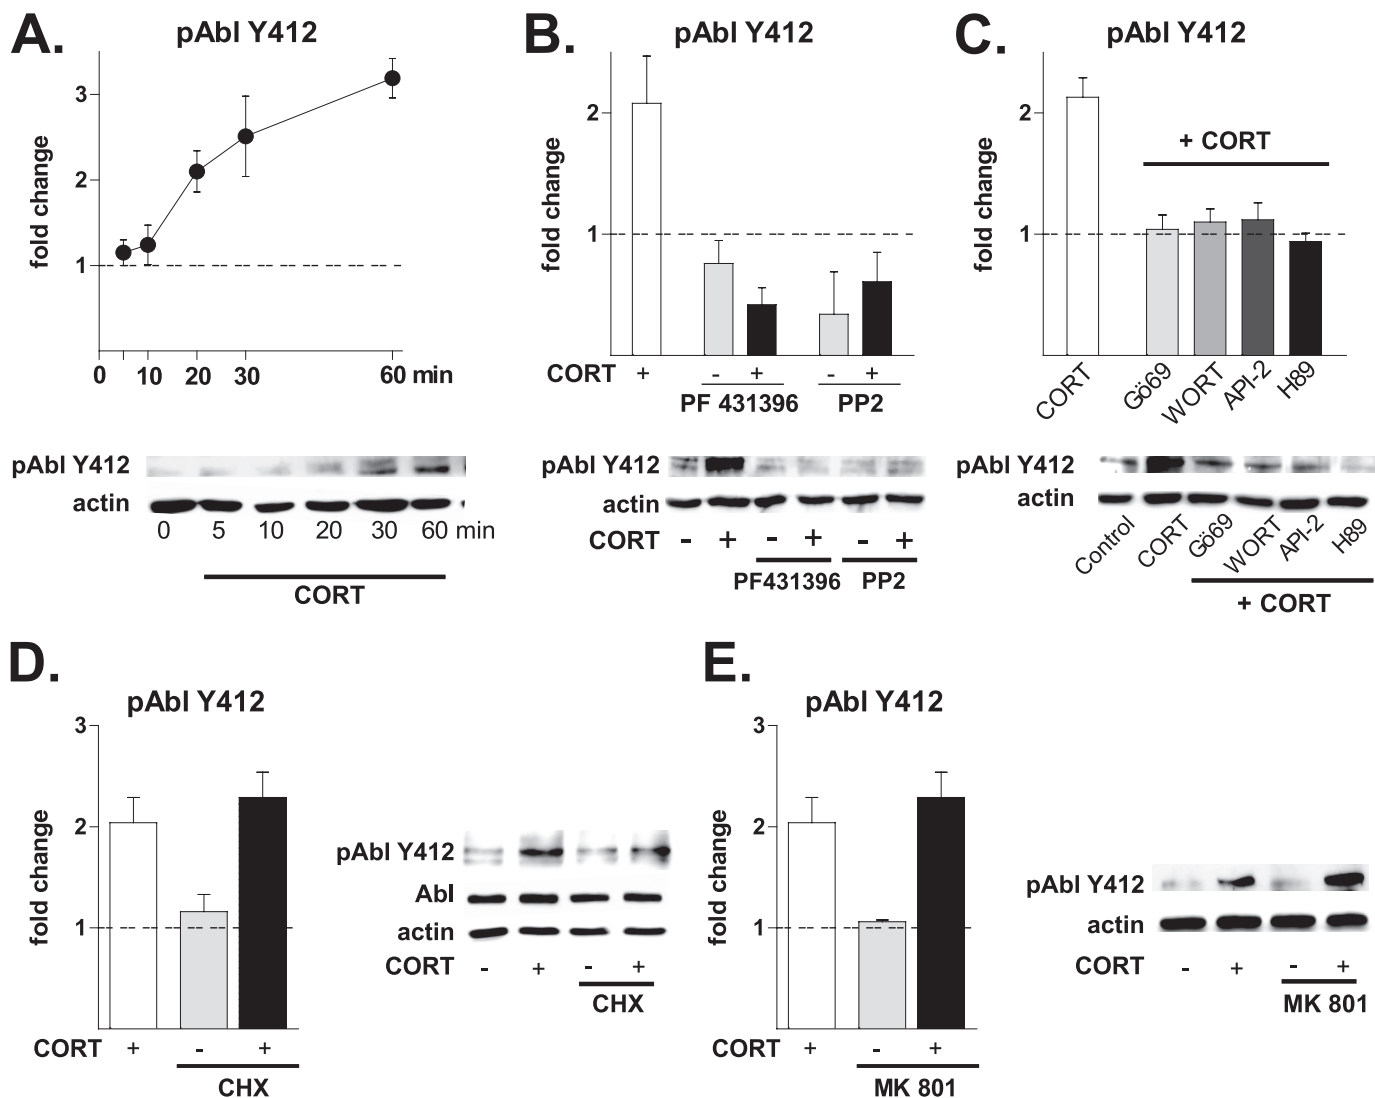 A.
pAbl Y412
fold change
3
2
1
0 10 20 30 60 min
pAbl Y412
actin
0 5 10 20 30 60 min
CORT
B.
pAbl Y412
fold change
2
1
CORT + - + - +
PF 431396 PP2
pAbl Y412
actin
CORT - + - + - +
PF431396 PP2
C.
pAbl Y412
fold change
2
1
+ CORT
CORT Gö69 WORT API-2 H89
pAbl Y412
actin
Control CORT Gö69 WORT API-2 H89
+ CORT
D.
pAbl Y412
fold change
3
2
1
CORT + - +
CHX
pAbl Y412
Abl
actin
CORT - + - +
CHX
E.
pAbl Y412
fold change
3
2
1
CORT + - +
MK 801
pAbl Y412
actin
CORT - + - +
MK 801